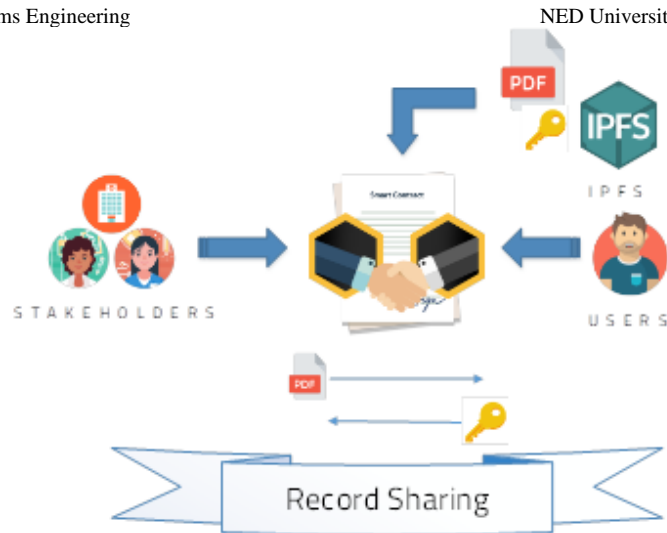 ms Engineering
NED Universit
PDF
IPFS
IPFS
Smart Contract
STAKEHOLDERS
USERS
PDF
Record Sharing